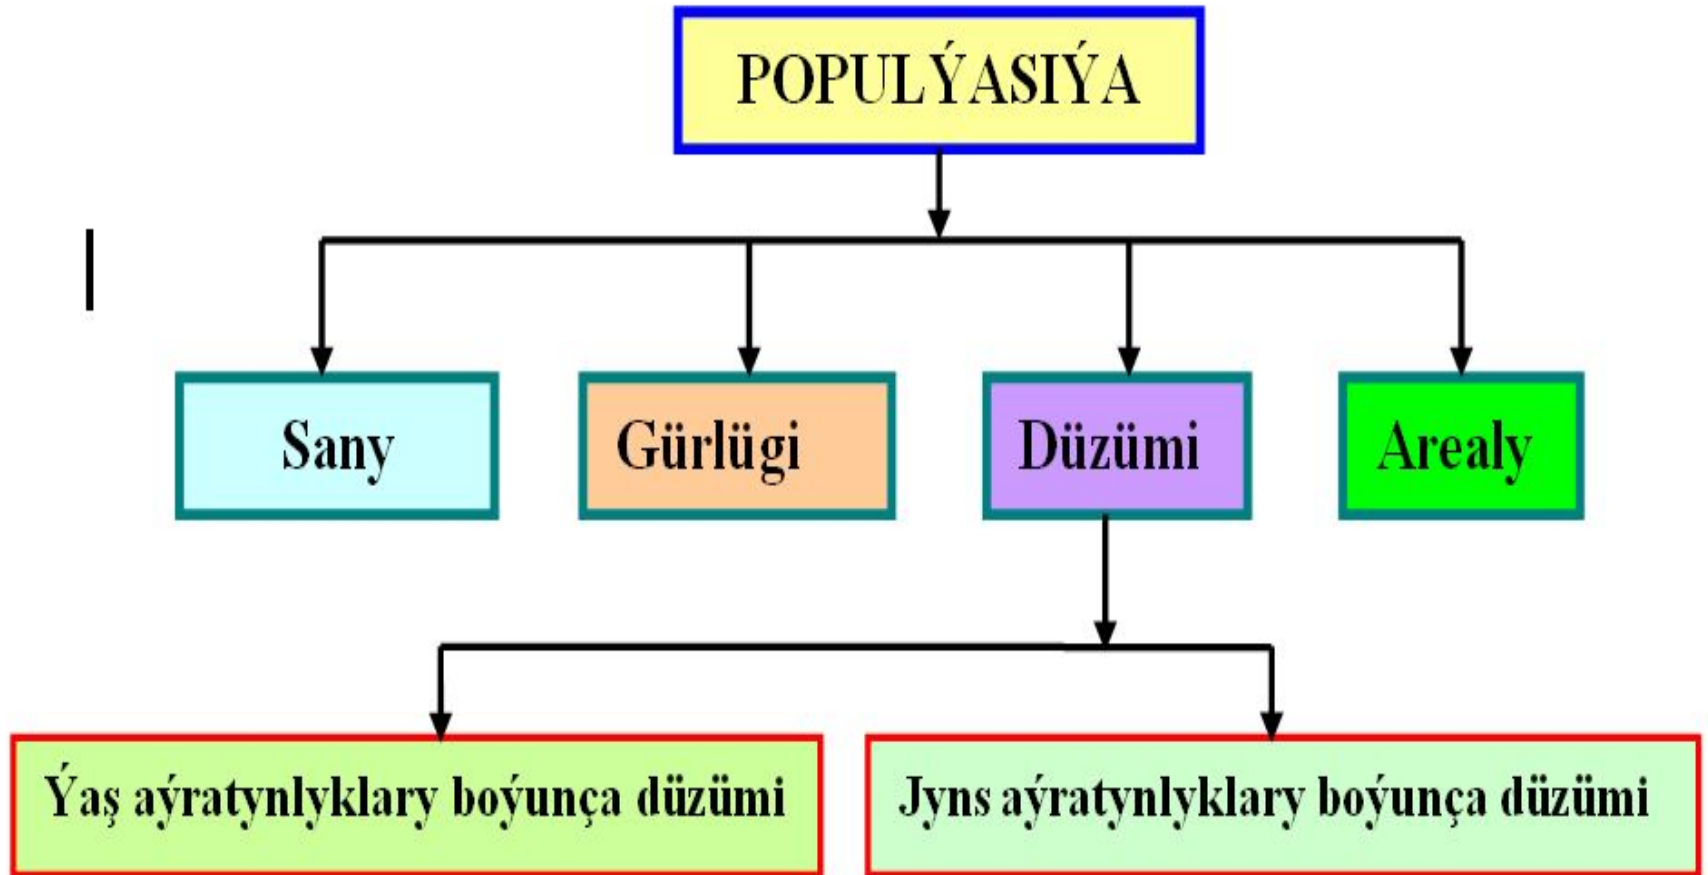 POPULÝASIÝA
Sany
Gürlügi
Düzümi
Arealy
Ýaş aýratynlyklary boýunça düzümi
Jyns aýratynlyklary boýunça düzümi